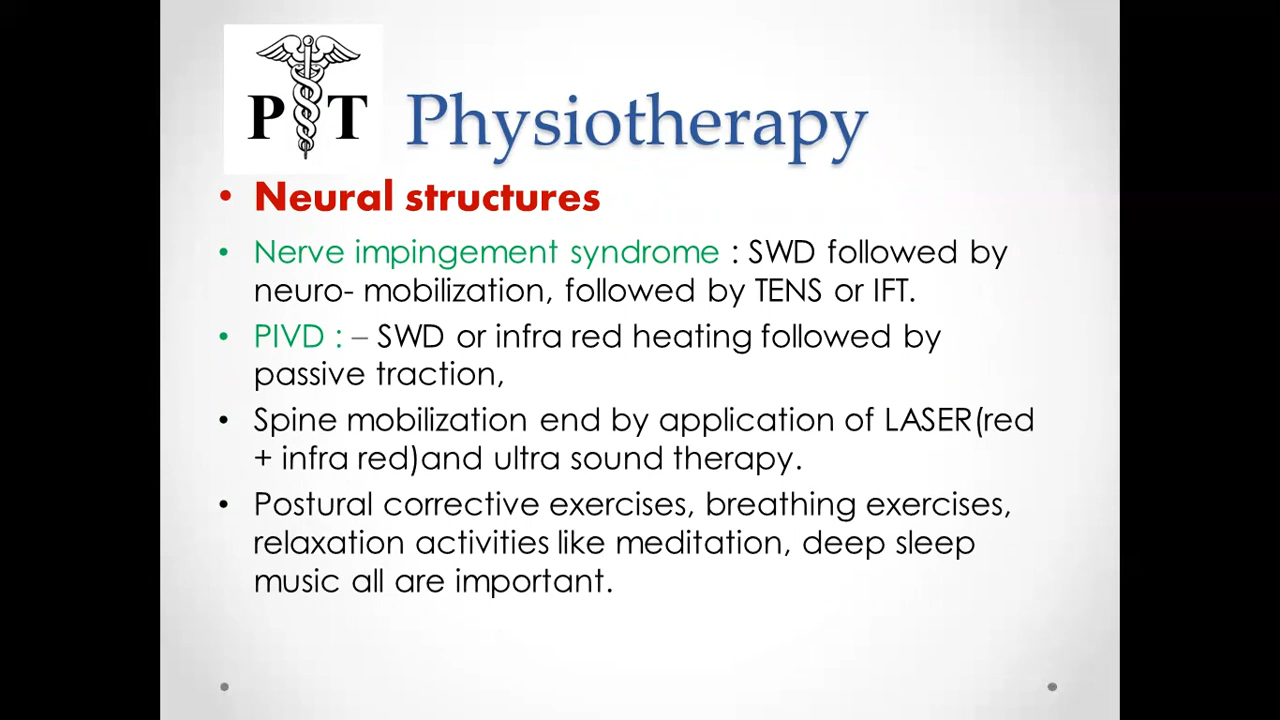 P T
Physiotherapy
• Neural structures
• Nerve impingement syndrome : SWD followed by
neuro- mobilization, followed by TENS or IFT.
• PIVD : – SWD or infra red heating followed by
passive traction,
• Spine mobilization end by application of LASER(red
+ infra red)and ultra sound therapy.
• Postural corrective exercises, breathing exercises,
relaxation activities like meditation, deep sleep
music all are important.